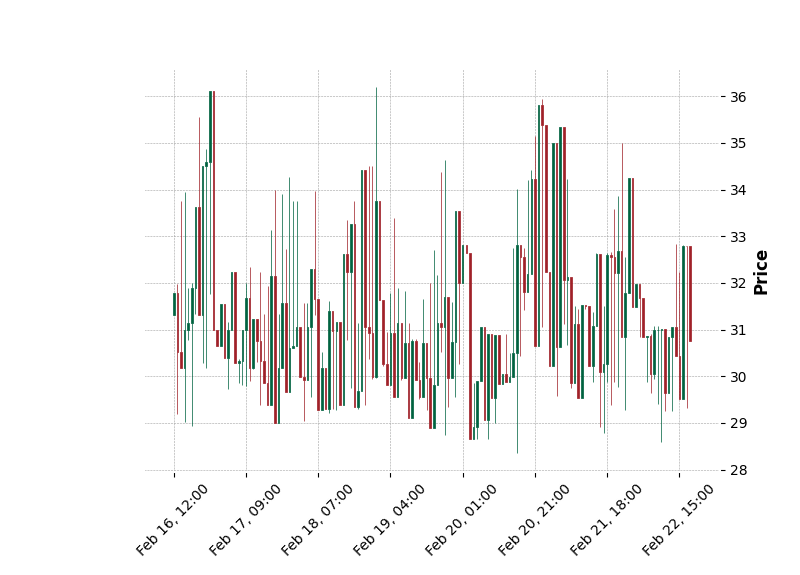 36
35
34
33
32
31
30
29
28
Price
Feb 16, 12:00
Feb 17, 09:00
Feb 18, 07:00
Feb 19, 04:00
Feb 20, 01:00
Feb 20, 21:00
Feb 21, 18:00
Feb 22, 15:00